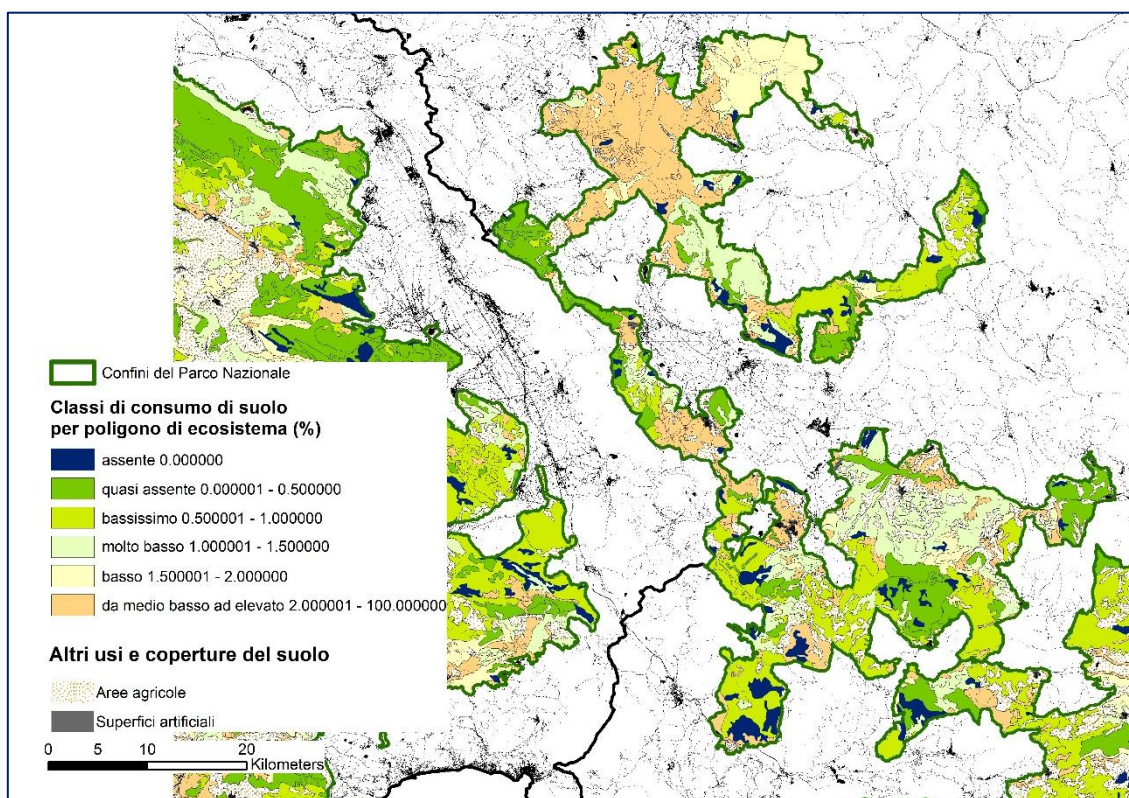 Confini del Parco Nazionale
Classi di consumo di suolo
per poligono di ecosistema (%)
assente 0.000000
quasi assente 0.000001 - 0.500000
bassissimo 0.500001 - 1.000000
molto basso 1.000001 - 1.500000
basso 1.500001 - 2.000000
da medio basso ad elevato 2.000001 - 100.000000
Altri usi e coperture del suolo
Aree agricole
Superfici artificiali
0 5 10 20
Kilometers